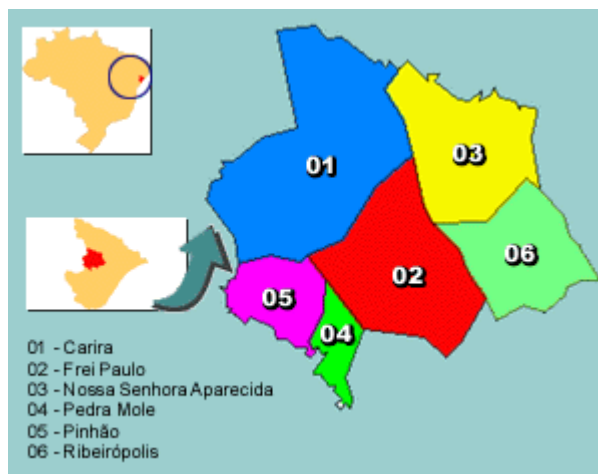 01
03
02
06
05
04
01 - Carira
02 - Frei Paulo
03 - Nossa Senhora Aparecida
04 - Pedra Mole
05 - Pinhão
06 - Ribeirópolis